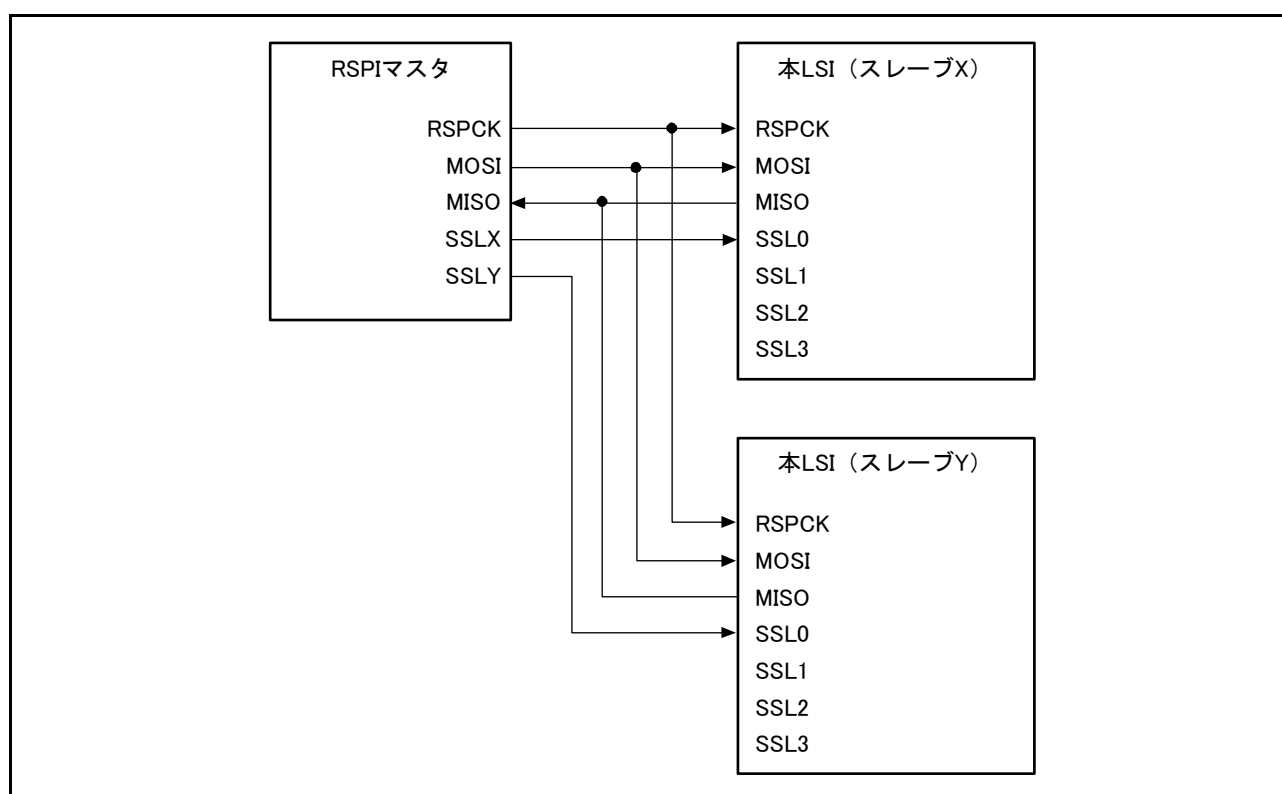 RSPIマスタ
RSPCK
MOSI
MISO
SSLX
SSLY
本LSI（スレーブX）
RSPCK
MOSI
MISO
SSL0
SSL1
SSL2
SSL3
本LSI（スレーブY）
RSPCK
MOSI
MISO
SSL0
SSL1
SSL2
SSL3